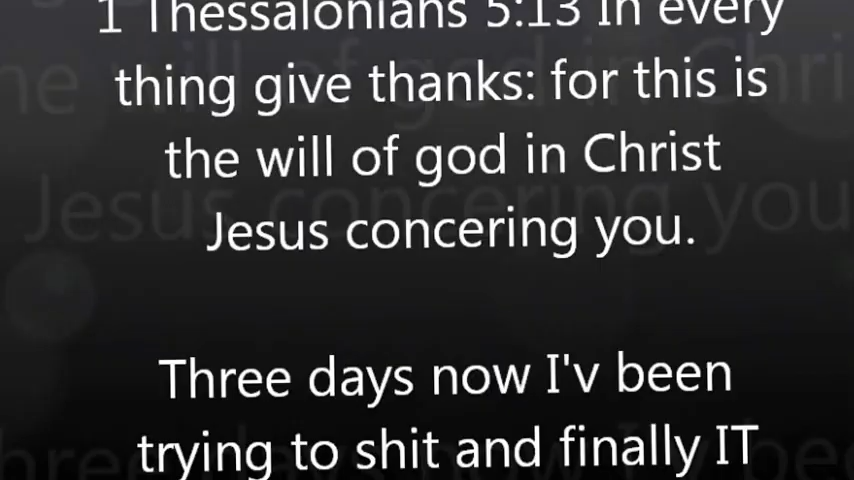 1 Thessalonians 5:13 In every
thing give thanks: for this is
the will of god in Christ
Jesus concering you.
Three days now I'v been
trying to shit and finally IT